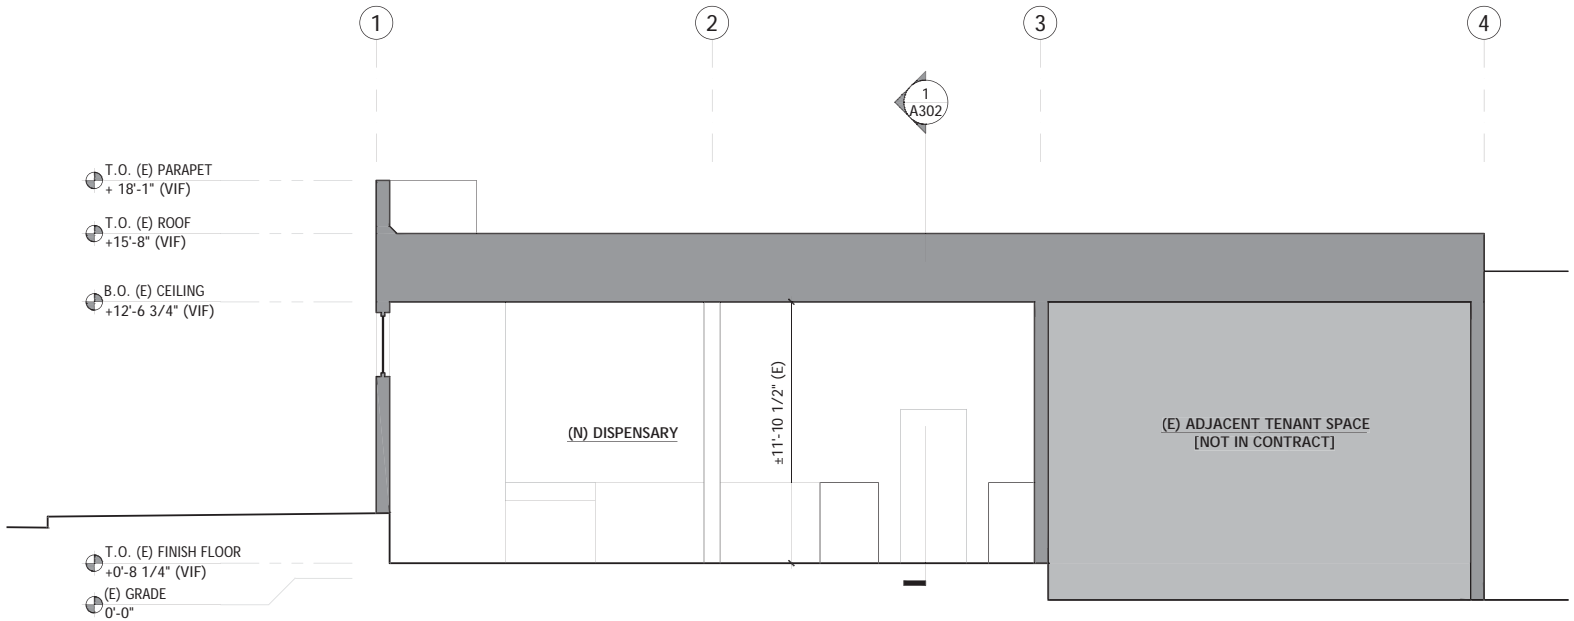 1
2
3
4
1
A302
T.O. (E) PARAPET
+ 18'-1" (VIF)
T.O. (E) ROOF
+15'-8" (VIF)
B.O. (E) CEILING
+12'-6 3/4" (VIF)
±11'-10 1/2" (E)
(N) DISPENSARY
(E) ADJACENT TENANT SPACE
[NOT IN CONTRACT]
T.O. (E) FINISH FLOOR
+0'-8 1/4" (VIF)
(E) GRADE
0'-0"